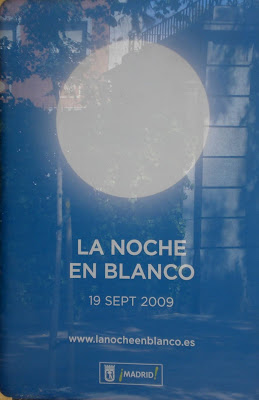 LA NOCHE
EN BLANCO
19 SEPT 2009
www.lanocheenblanco.es
¡MADRID!